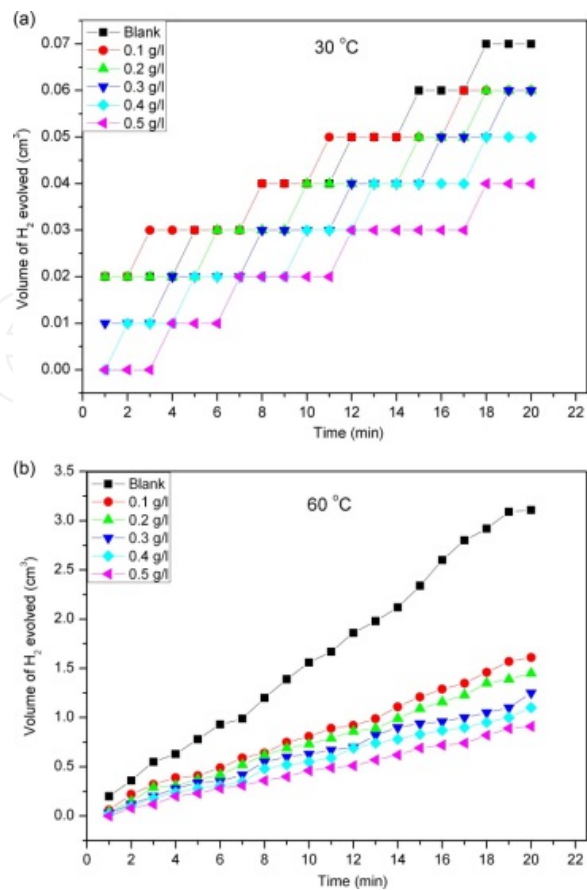 (a)
Blank
0.1 g/l
0.2 g/l
0.3 g/l
0.4 g/l
0.5 g/l
30 °C
Volume of H₂ evolved (cm³)
0.07
0.06
0.05
0.04
0.03
0.02
0.01
0.00
0 2 4 6 8 10 12 14 16 18 20 22
Time (min)
(b)
Blank
0.1 g/l
0.2 g/l
0.3 g/l
0.4 g/l
0.5 g/l
60 °C
Volume of H₂ evolved (cm³)
3.5
3.0
2.5
2.0
1.5
1.0
0.5
0.0
0 2 4 6 8 10 12 14 16 18 20 22
Time (min)